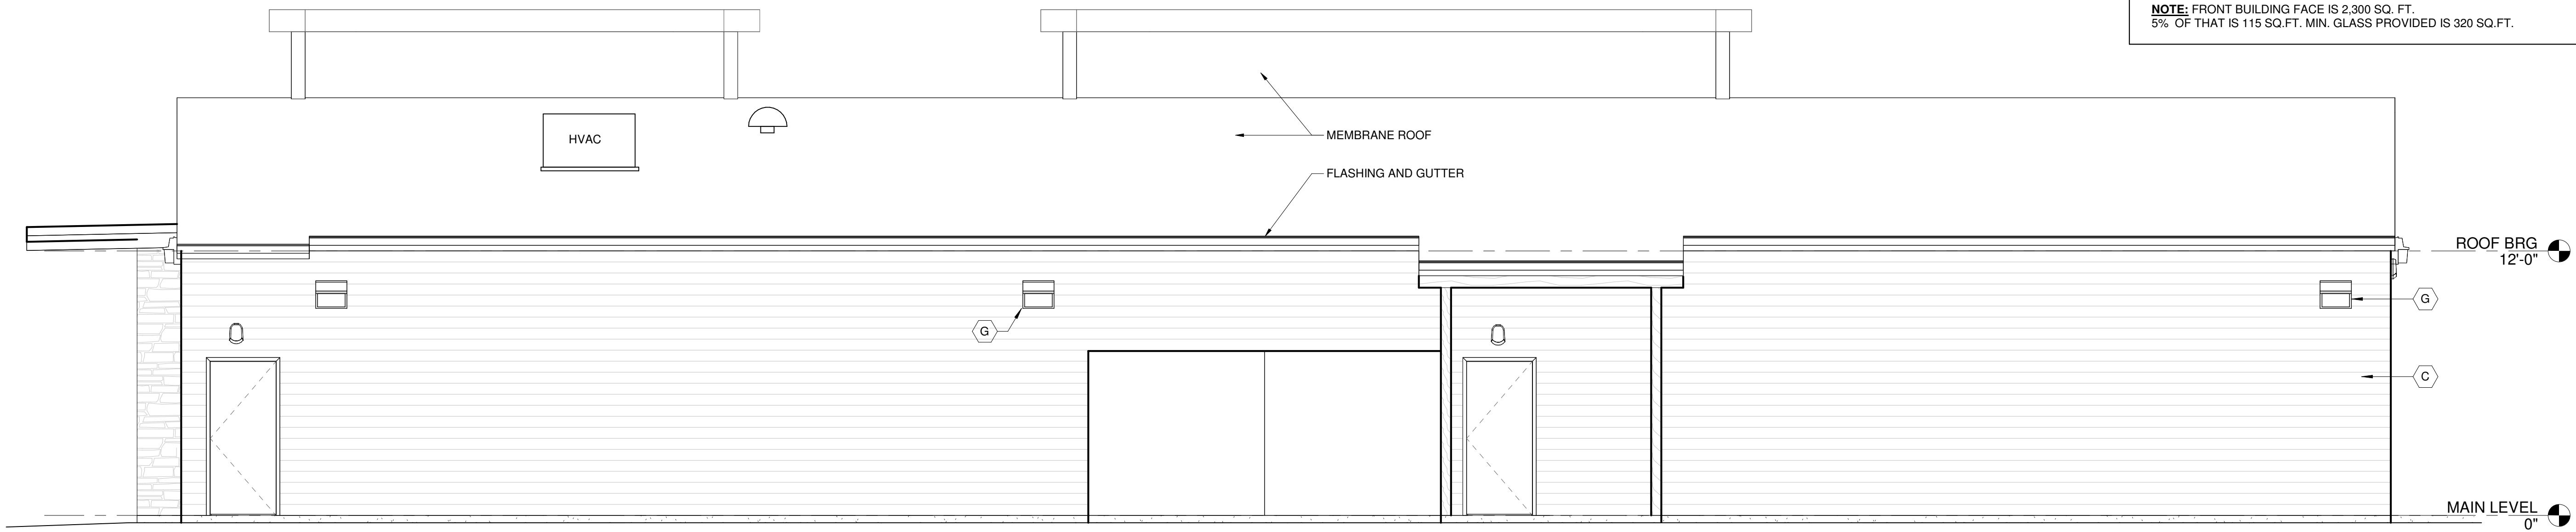 NOTE: FRONT BUILDING FACE IS 2,300 SQ. FT.
5% OF THAT IS 115 SQ.FT. MIN. GLASS PROVIDED IS 320 SQ.FT.
HVAC
MEMBRANE ROOF
FLASHING AND GUTTER
ROOF BRG
12'-0"
G
G
C
MAIN LEVEL
0"